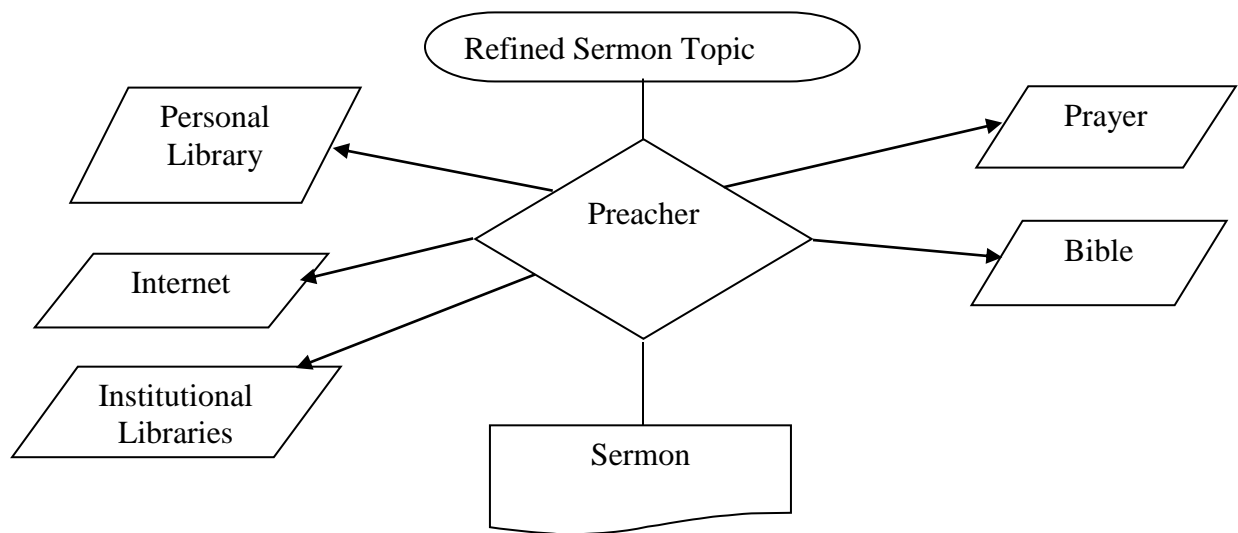 Refined Sermon Topic
Personal
Library
Prayer
Preacher
Bible
Internet
Institutional
Libraries
Sermon